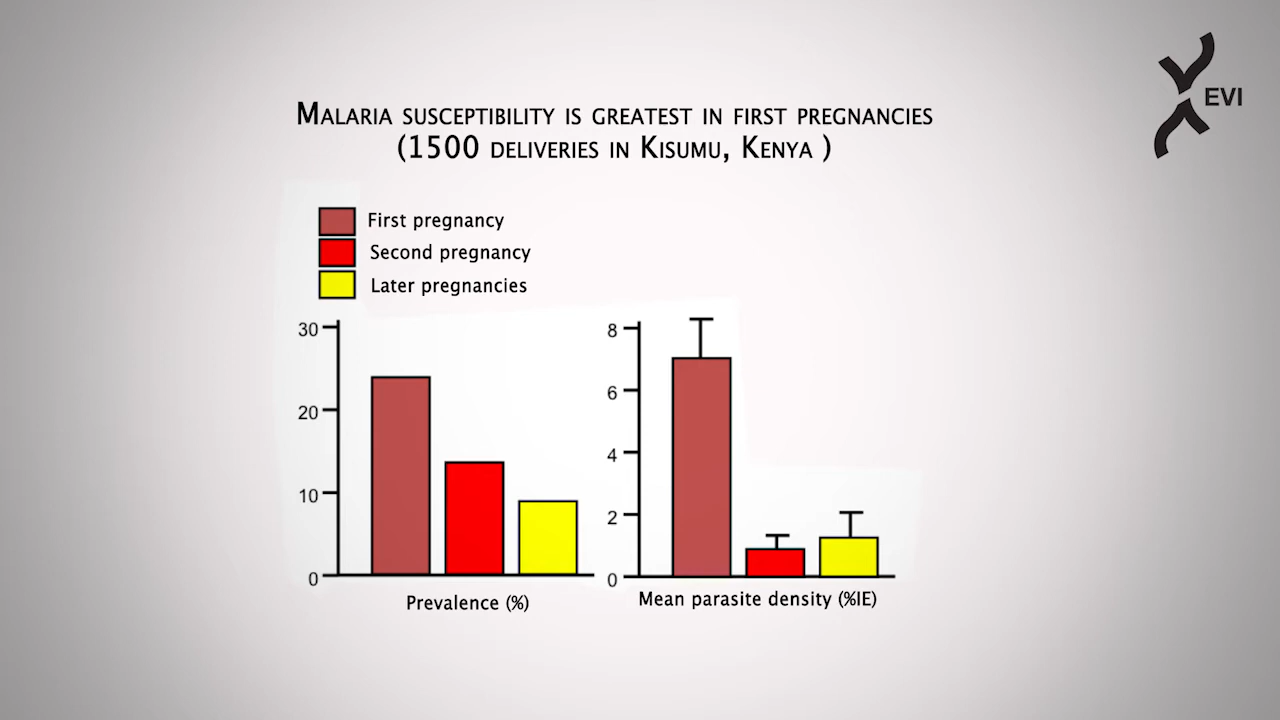 EVI
Malaria susceptibility is greatest in first pregnancies
(1500 deliveries in Kisumu, Kenya )
First pregnancy
Second pregnancy
Later pregnancies
30
20
10
0
Prevalence (%)
8
6
4
2
0
Mean parasite density (%IE)